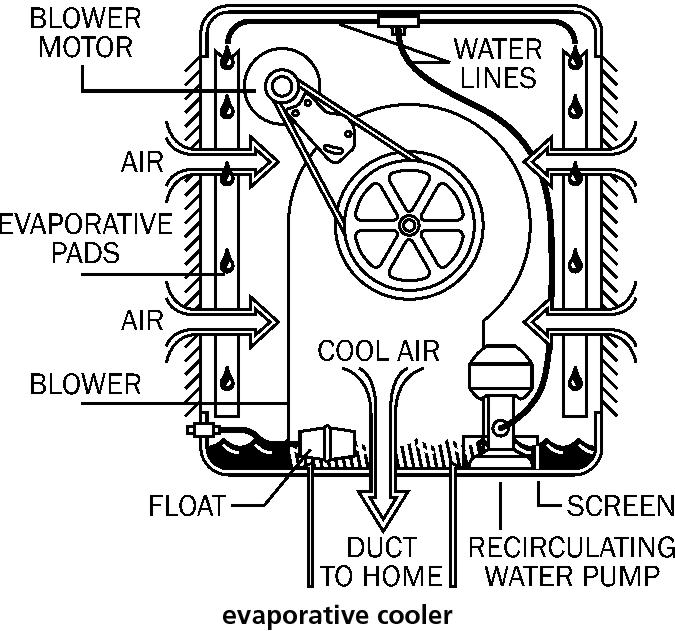 BLOWER
MOTOR
WATER
LINES
AIR
EVAPORATIVE
PADS
AIR
COOL AIR
BLOWER
FLOAT
SCREEN
DUCT
TO HOME
RECIRCULATING
WATER PUMP
evaporative cooler